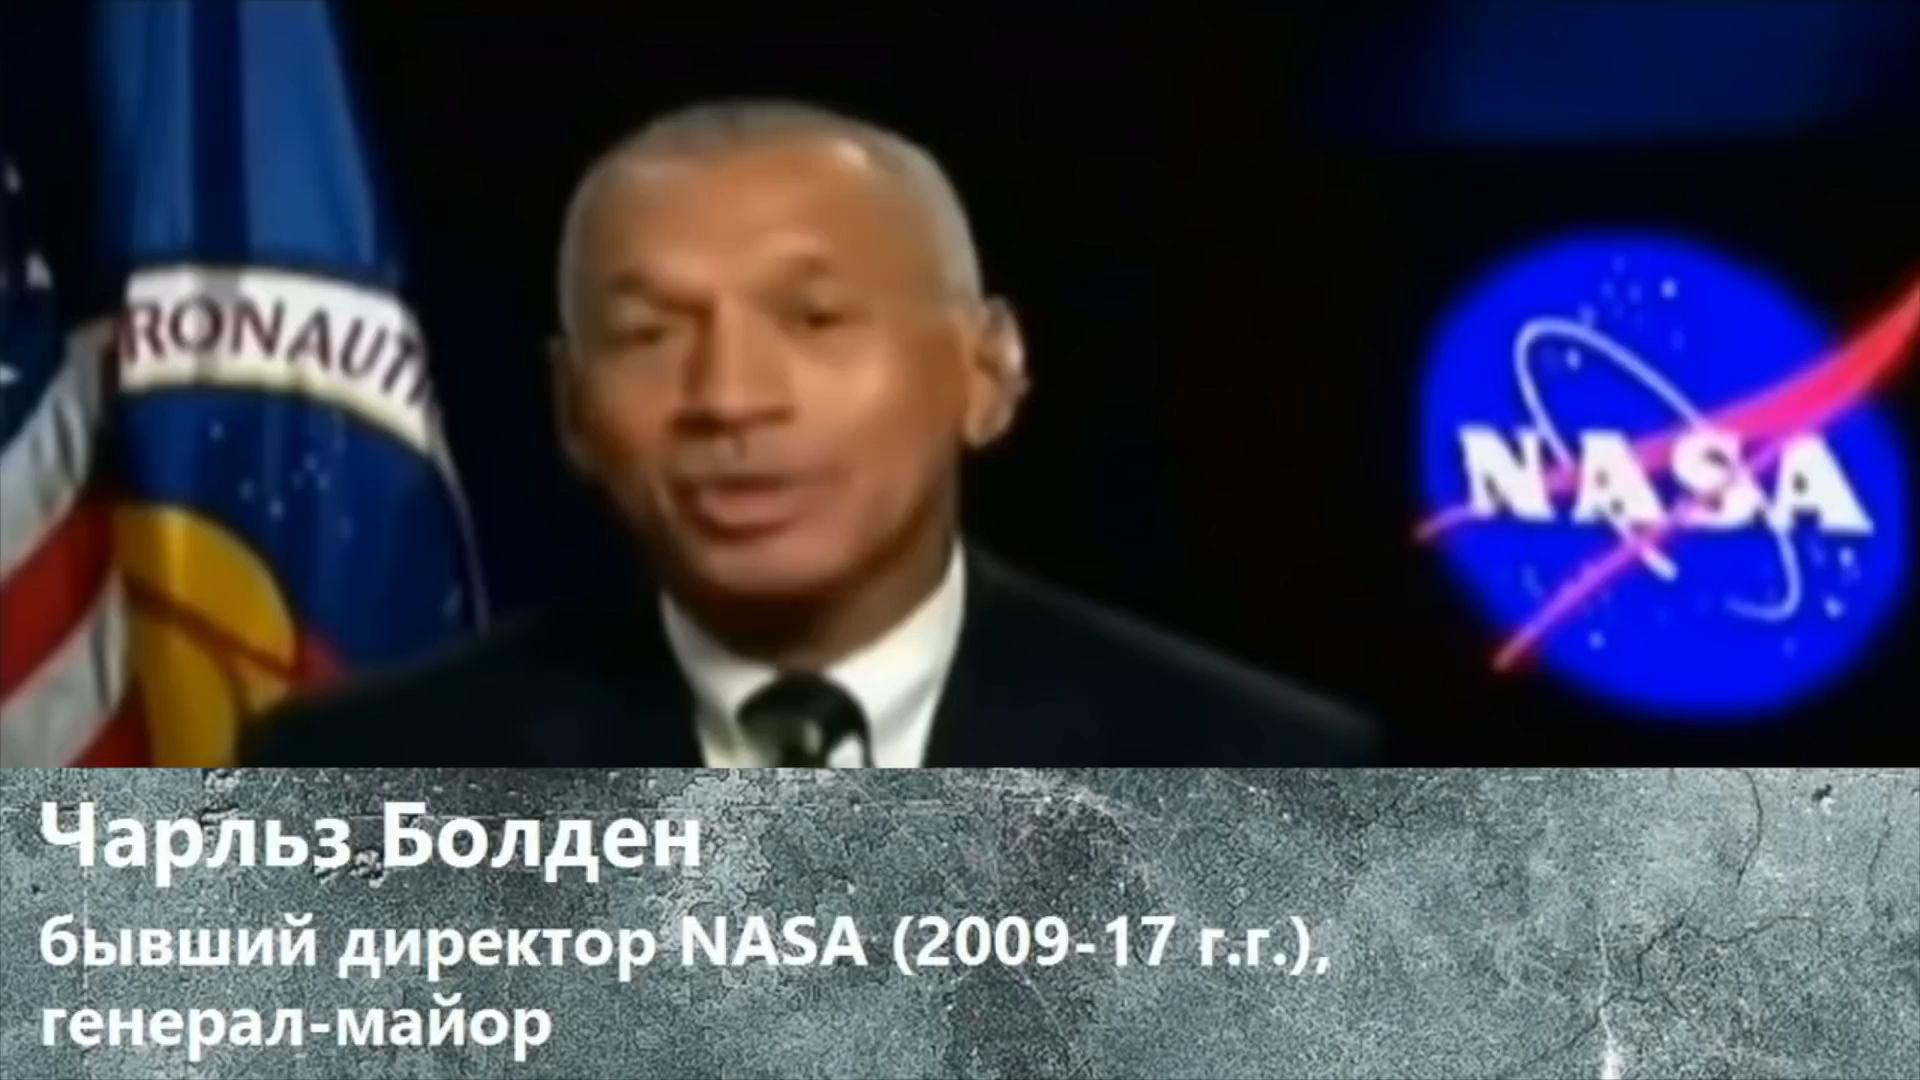 RONAUTI
NASA
Чарльз Болден
бывший директор NASA (2009-17 г.г.),
генерал-майор